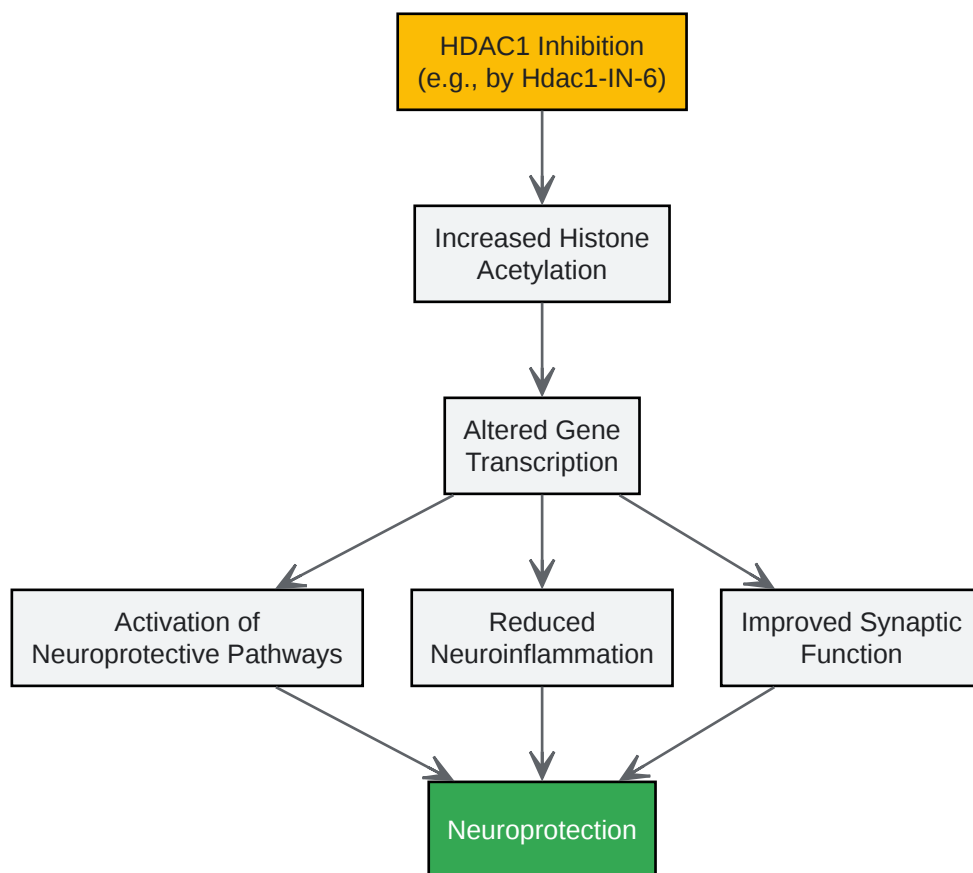 HDAC1 Inhibition
(e.g., by Hdac1-IN-6)
Increased Histone
Acetylation
Altered Gene
Transcription
Activation of
Neuroprotective Pathways
Reduced
Neuroinflammation
Improved Synaptic
Function
Neuroprotection